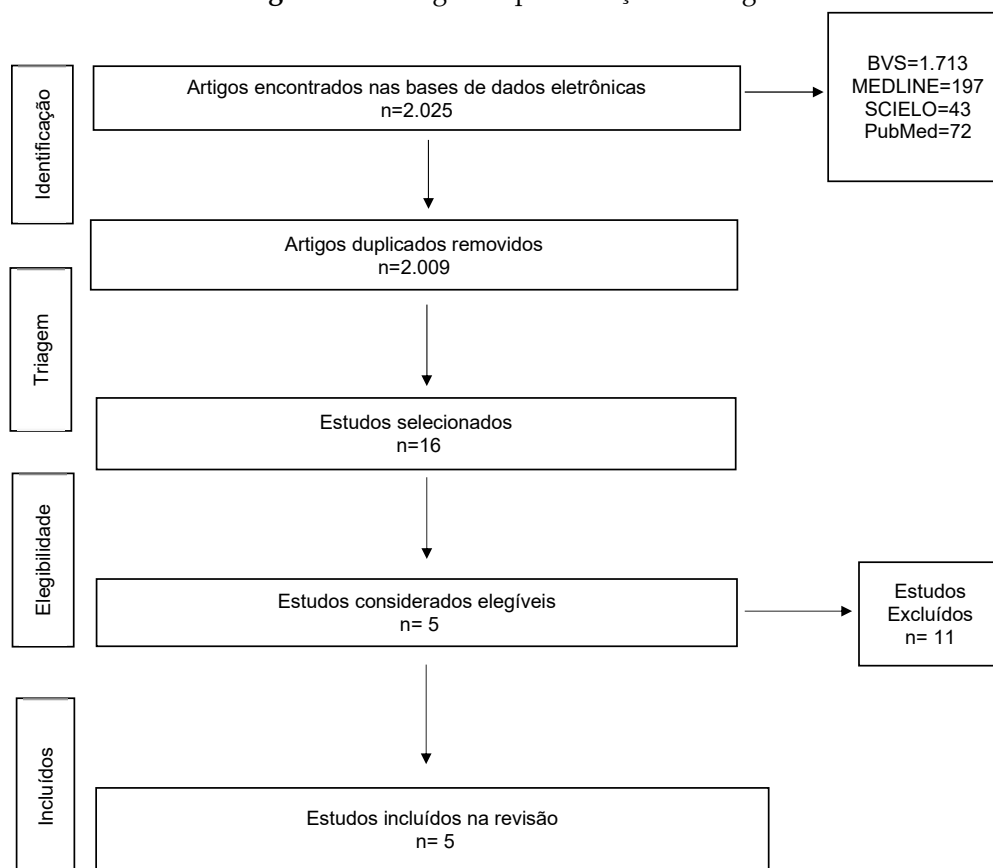 Artigos encontrados nas bases de dados eletrônicas
n=2.025
BVS=1.713
MEDLINE=197
SCIELO=43
PubMed=72
Identificação
Artigos duplicados removidos
n=2.009
Triagem
Estudos selecionados
n=16
Elegibilidade
Estudos considerados elegíveis
n= 5
Estudos
Excluídos
n= 11
Incluídos
Estudos incluídos na revisão
n= 5